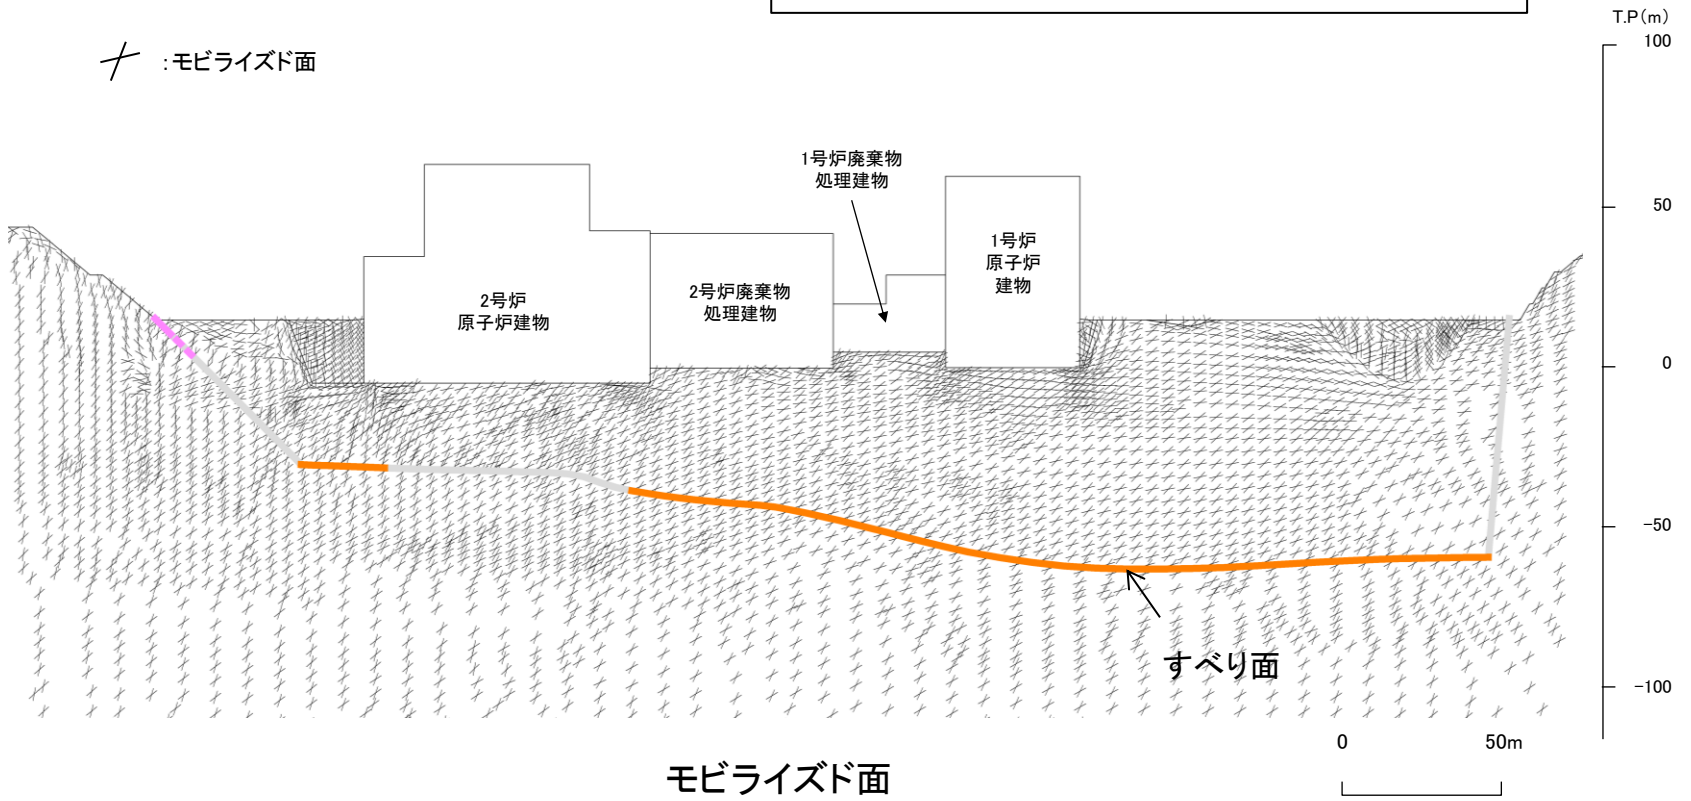 T.P(m)
100
:モビライズド面
1号炉廃棄物
処理建物
50
1号炉
原子炉
建物
2号炉
原子炉建物
2号炉廃棄物
処理建物
0
-50
すべり面
-100
0 50m
モビライズド面